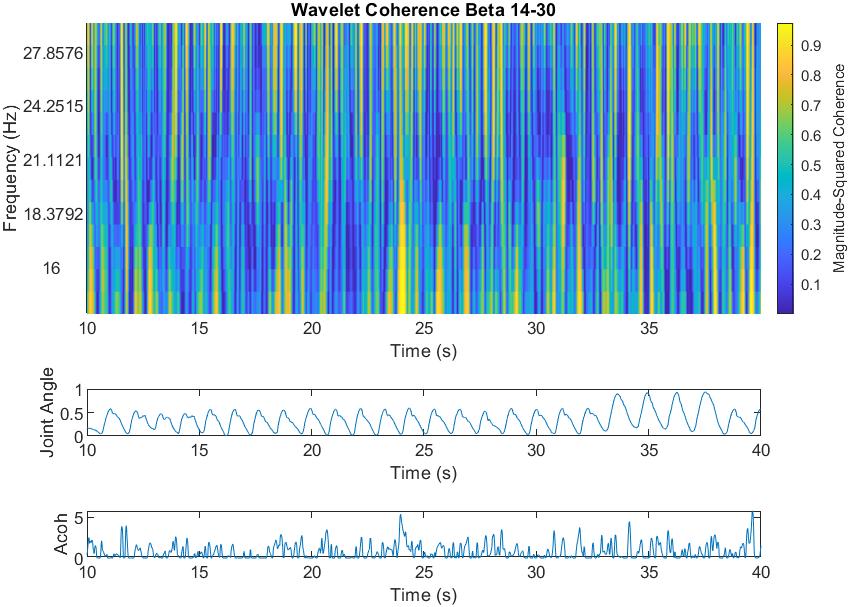 Wavelet Coherence Beta 14-30
Frequency (Hz)
27.8576
24.2515
21.1121
18.3792
16
10 15 20 25 30 35
Time (s)
0.9
0.8
0.7
0.6
0.5
0.4
0.3
0.2
0.1
Magnitude-Squared Coherence
Joint Angle
1
0.5
0
10 15 20 25 30 35 40
Time (s)
Acoh
5
0
10 15 20 25 30 35 40
Time (s)